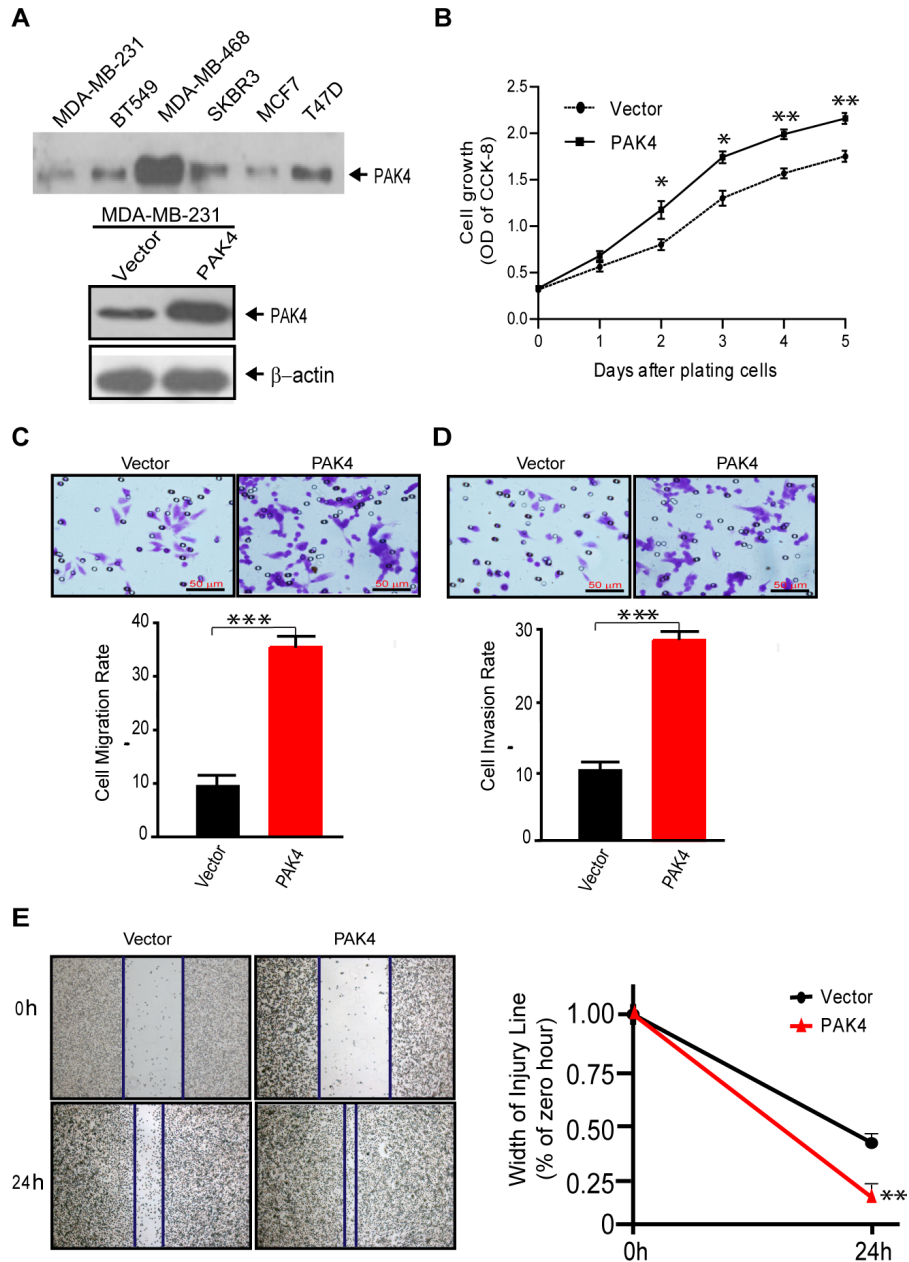 A
MDA-MB-231
BT549
MDA-MB-468
SKBR3
MCF7
T47D
PAK4
MDA-MB-231
Vector
PAK4
PAK4
β–actin
B
Cell growth
(OD of CCK-8)
2.5
2.0
1.5
1.0
0.5
0.0
0 1 2 3 4 5
Days after plating cells
Vector
PAK4
*
*
**
**
C
Vector PAK4
50 μm 50 μm
Cell Migration Rate
40
30
10
0
***
Vector
PAK4
D
Vector PAK4
50 μm 50 μm
Cell Invasion Rate
30
20
10
0
***
Vector
PAK4
E
Vector PAK4
0h
24h
Width of Injury Line
(% of zero hour)
1.00
0.75
0.50
0.25
0
0h 24h
Vector
PAK4
**